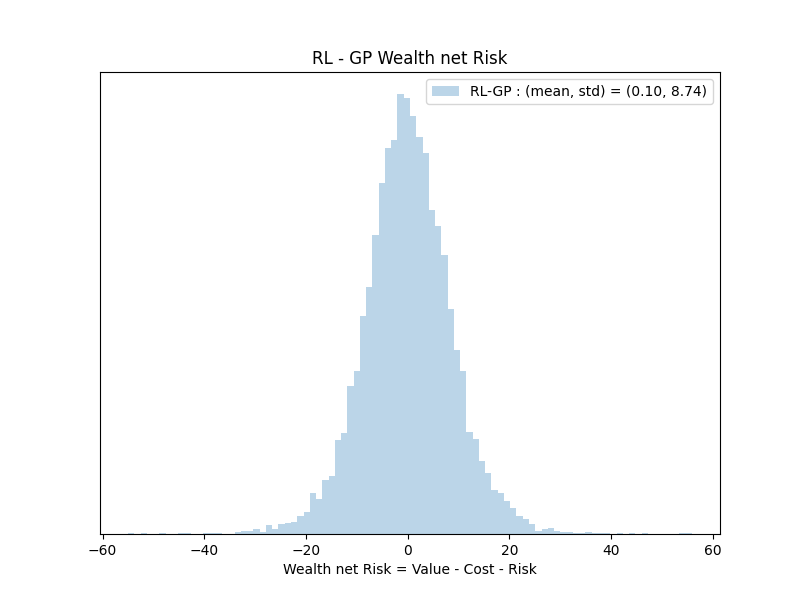 RL - GP Wealth net Risk
RL-GP : (mean, std) = (0.10, 8.74)
−60 −40 −20 0 20 40 60
Wealth net Risk = Value - Cost - Risk